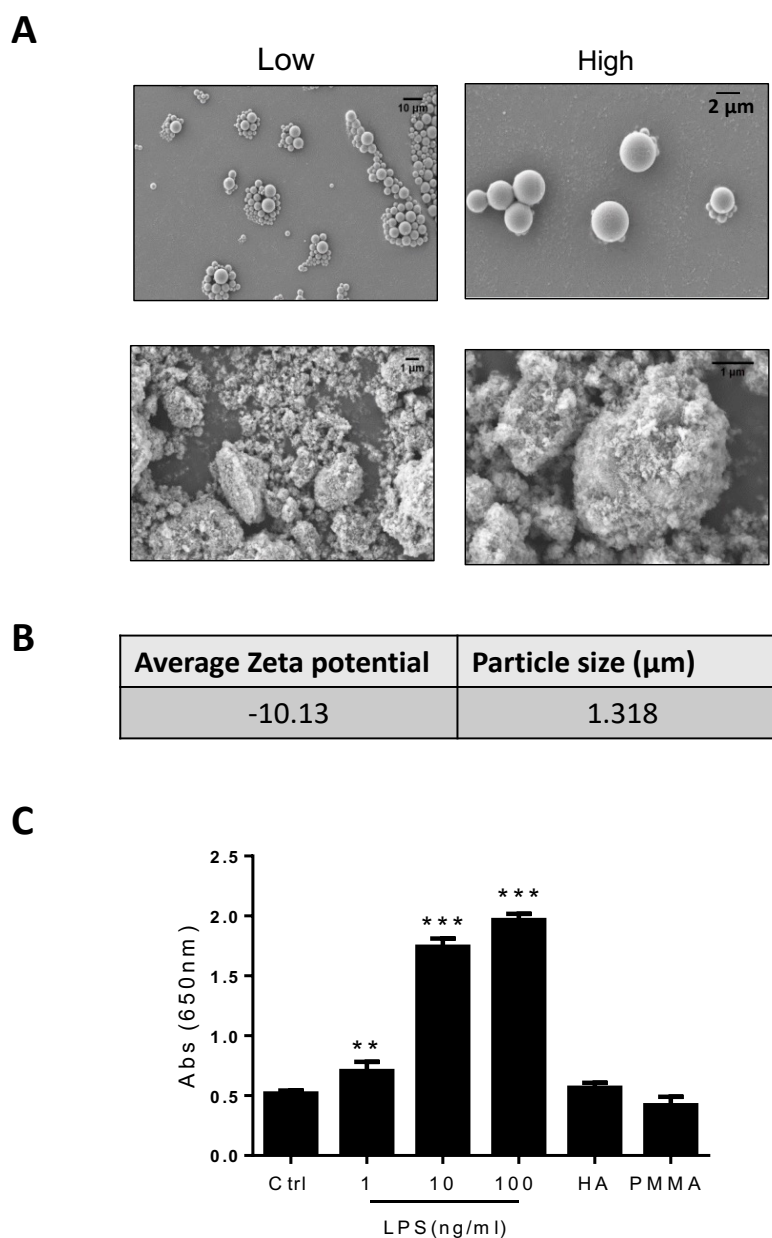 A
Low
High
10 µm
2 µm
1 µm
1 µm
B
Average Zeta potential
Particle size (µm)
-10.13
1.318
C
2.5
2.0
1.5
1.0
0.5
0.0
Abs (650nm)
**
***
***
Ctrl
1
10
100
HA
PMMA
LPS(ng/ml)